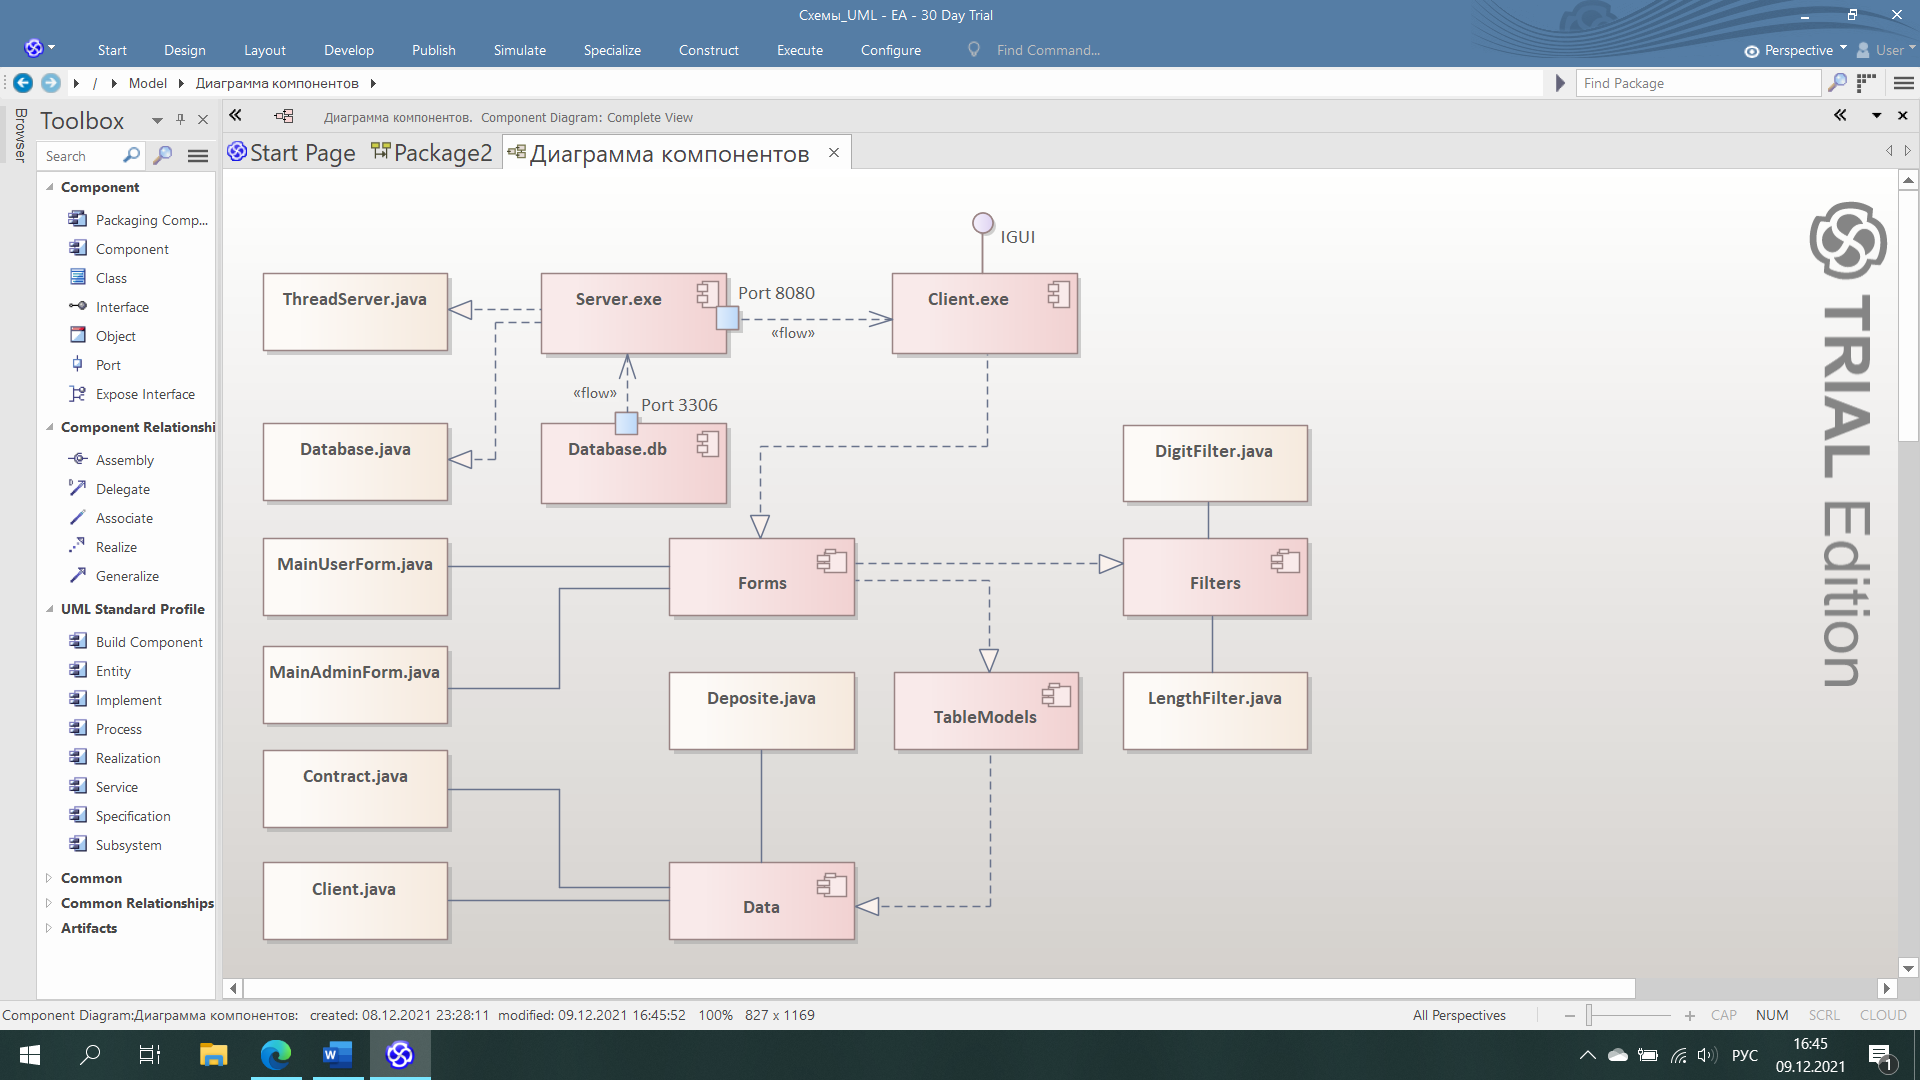 Схемы_UML - EA - 30 Day Trial
Start Design Layout Develop Publish Simulate Specialize Construct Execute Configure Find Command... Perspective User
/ Model Диаграмма компонентов Find Package
Browser
Toolbox
Search
Component
Packaging Comp...
Component
Class
Interface
Object
Port
Expose Interface
Component Relationshi
Assembly
Delegate
Associate
Realize
Generalize
UML Standard Profile
Build Component
Entity
Implement
Process
Realization
Service
Specification
Subsystem
Common
Common Relationships
Artifacts
Диаграмма компонентов. Component Diagram: Complete View
Start Page Package2 Диаграмма компонентов
IGUI
ThreadServer.java
Server.exe
Port 8080
«flow»
Client.exe
«flow»
Port 3306
Database.java
Database.db
DigitFilter.java
MainUserForm.java
Forms
Filters
MainAdminForm.java
Deposite.java
TableModels
LengthFilter.java
Contract.java
Client.java
Data
TRIAL Edition
Component Diagram:Диаграмма компонентов: created: 08.12.2021 23:28:11 modified: 09.12.2021 16:45:52 100% 827 x 1169 All Perspectives CAP NUM SCRL CLOUD
W
РУС
16:45
09.12.2021
1